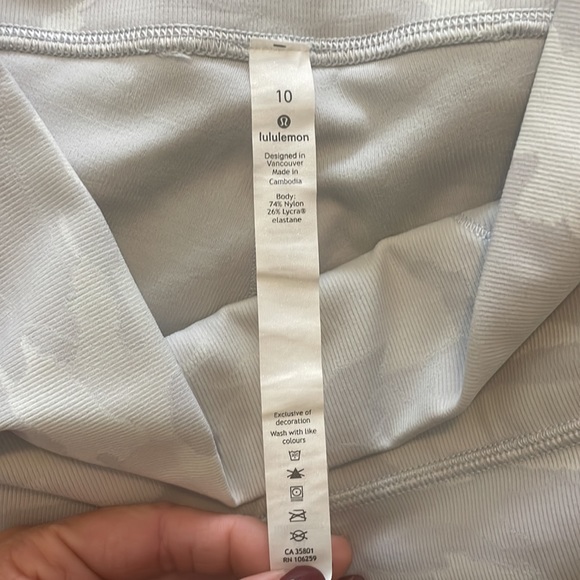 10
lululemon
Designed in
Vancouver
Made in
Cambodia
Body:
74% Nylon
26% Lycra®
elastane
Exclusive of
decoration
Wash with like
colours
CA 35801
RN 106259